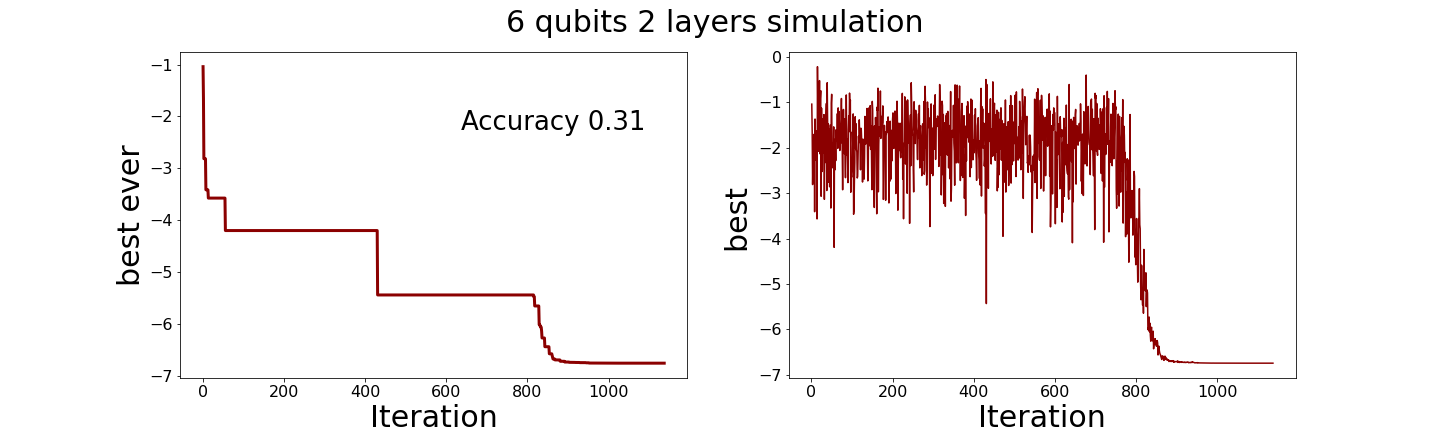 6 qubits 2 layers simulation
best ever
−1
−2
−3
−4
−5
−6
−7
Accuracy 0.31
0 200 400 600 800 1000
Iteration
best
0
−1
−2
−3
−4
−5
−6
−7
0 200 400 600 800 1000
Iteration